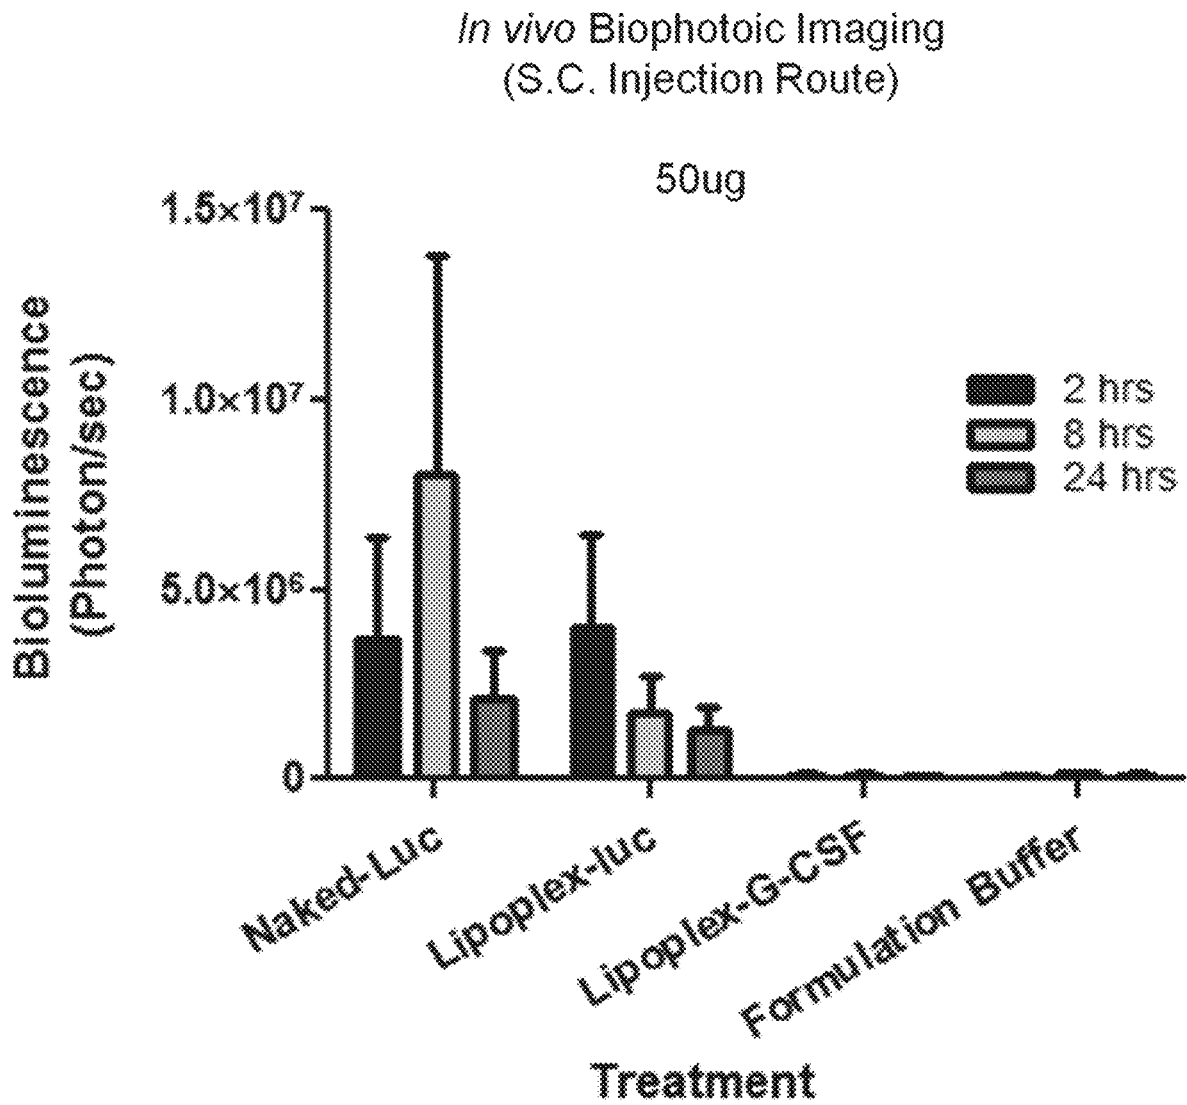 In vivo Biophotoic Imaging
(S.C. Injection Route)
50ug
1.5×10⁷
1.0×10⁷
5.0×10⁶
0
Bioluminescence
(Photon/sec)
2 hrs
8 hrs
24 hrs
Naked-Luc
Lipoplex-luc
Lipoplex-G-CSF
Formulation Buffer
Treatment